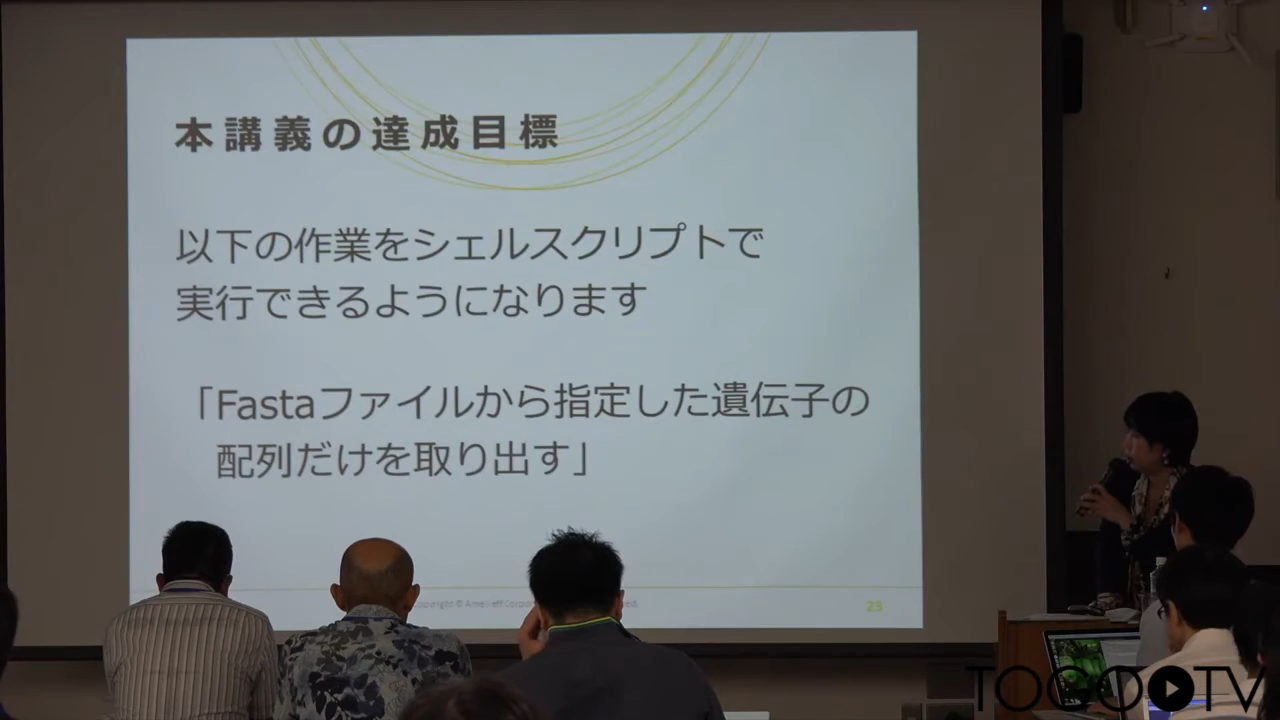 本講義の達成目標
以下の作業をシェルスクリプトで
実行できるようになります
「Fastaファイルから指定した遺伝子の
配列だけを取り出す」
Copyright © Amelieff
23
TOGOTV